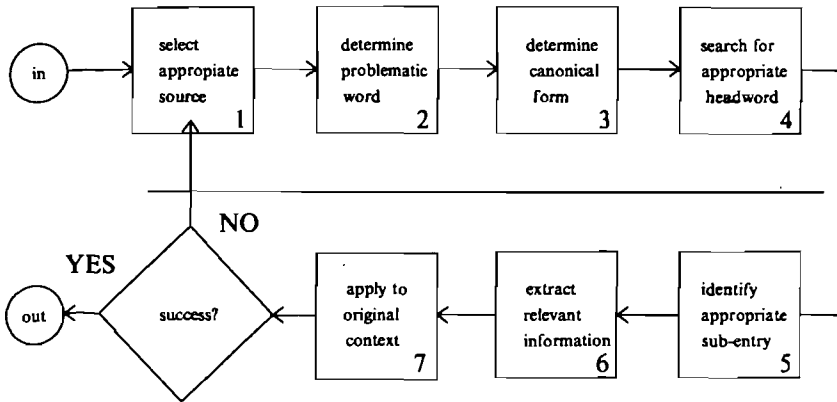 in
select
appropiate
source
1
determine
problematic
word
2
determine
canonical
form
3
search for
appropriate
headword
4
NO
YES
out
success?
apply to
original
context
7
extract
relevant
information
6
identify
appropriate
sub-entry
5